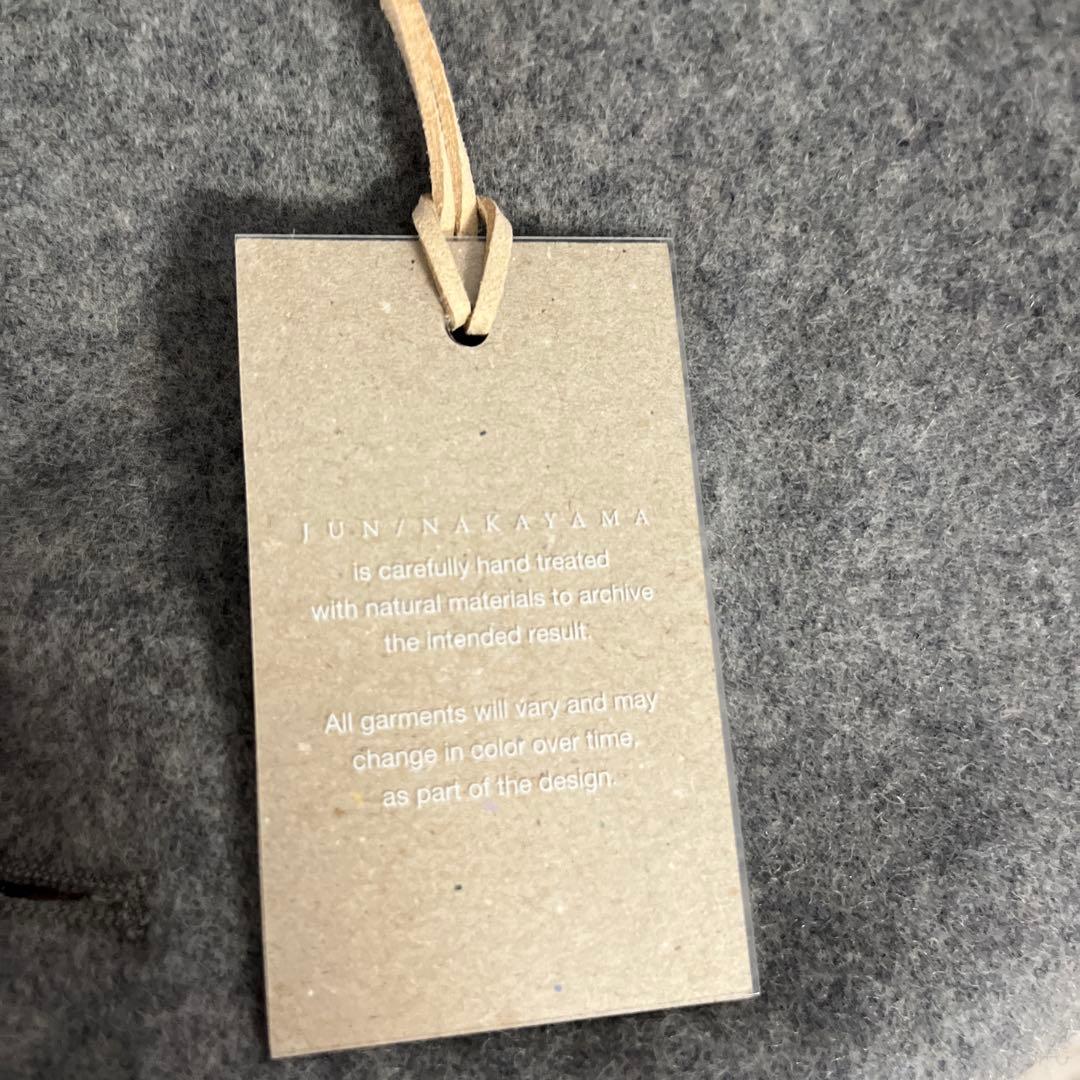 JUN/NAKAYAMA
is carefully hand treated
with natural materials to archive
the intended result.
All garments will vary and may
change in color over time,
as part of the design.